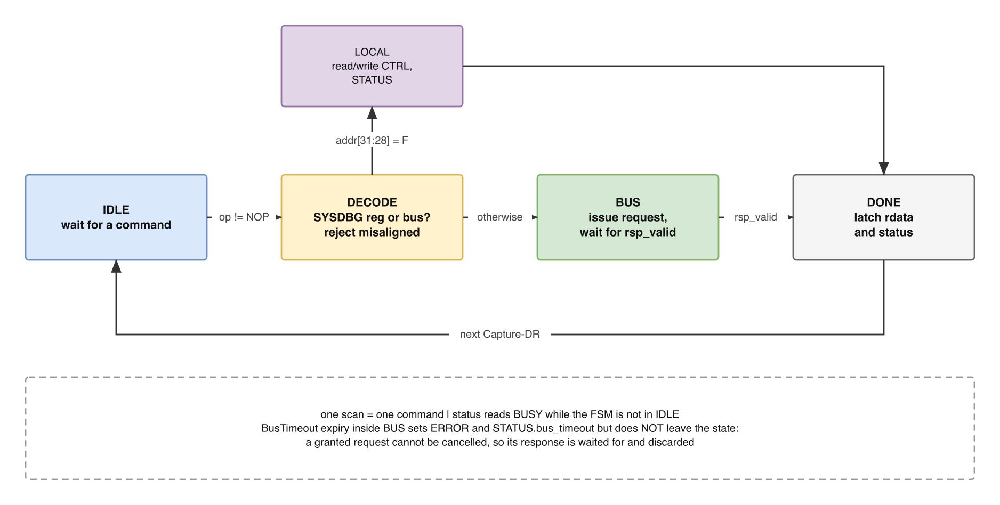 LOCAL
read/write CTRL,
STATUS
addr[31:28] = F
IDLE
wait for a command
op != NOP
DECODE
SYSDBG reg or bus?
reject misaligned
otherwise
BUS
issue request,
wait for rsp_valid
rsp_valid
DONE
latch rdata
and status
next Capture-DR
one scan = one command | status reads BUSY while the FSM is not in IDLE
BusTimeout expiry inside BUS sets ERROR and STATUS.bus_timeout but does NOT leave the state:
a granted request cannot be cancelled, so its response is waited for and discarded